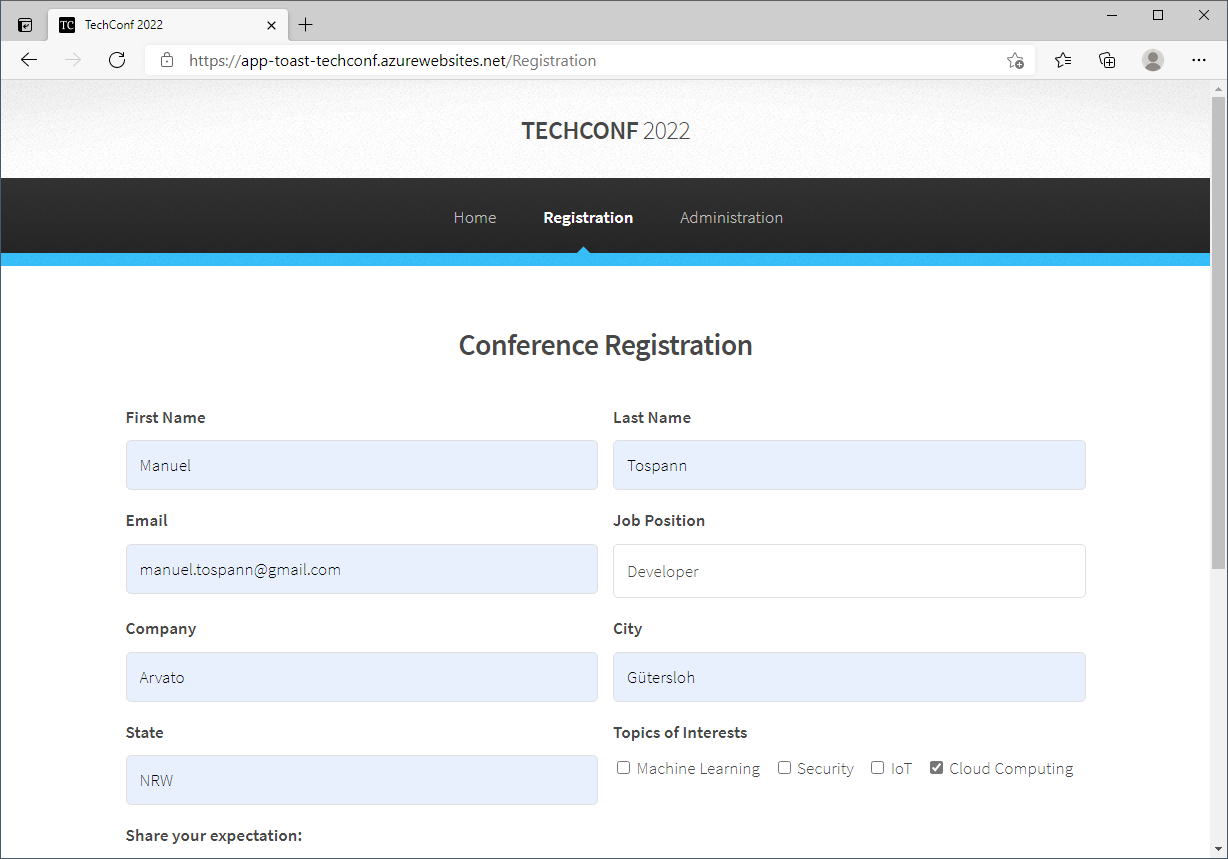 TC TechConf 2022
https://app-toast-techconf.azurewebsites.net/Registration
TECHCONF 2022
Home Registration Administration
Conference Registration
First Name Last Name
Manuel Tospann
Email Job Position
manuel.tospann@gmail.com Developer
Company City
Arvato Gütersloh
State Topics of Interests
NRW Machine Learning Security IoT Cloud Computing
Share your expectation: